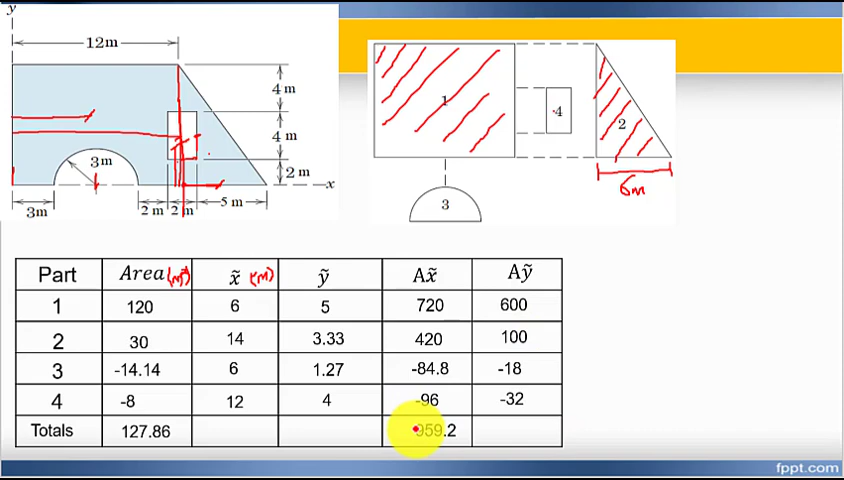 y
12m
4 m
4 m
3m
2 m
x
3m
2 m
2 m
5 m
1
4
2
3
6m
Part Area (m²) x̃ (m) ỹ Ax̃ Aỹ
1 120 6 5 720 600
2 30 14 3.33 420 100
3 -14.14 6 1.27 -84.8 -18
4 -8 12 4 -96 -32
Totals 127.86 959.2
fppt.com